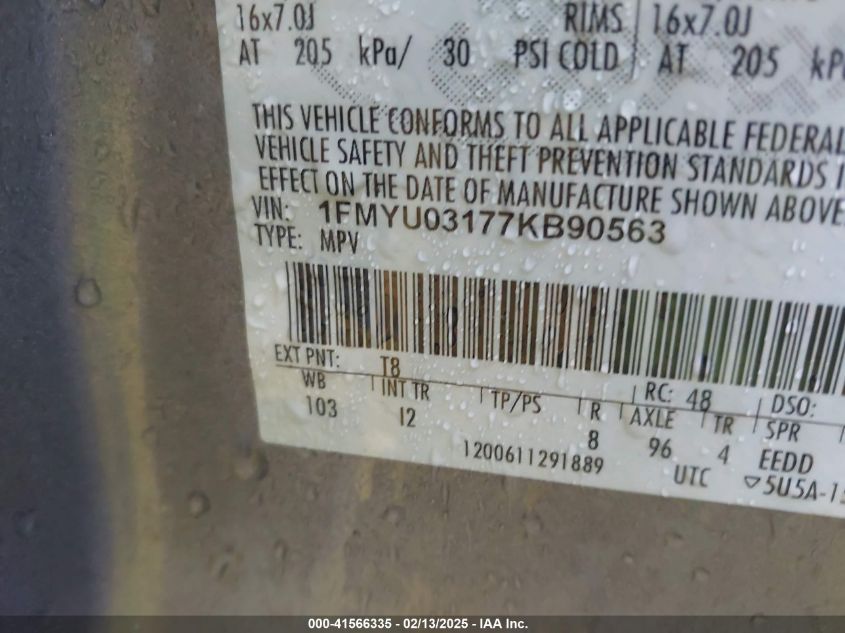 16x7.0J RIMS 16x7.0J
AT 205 kPa/ 30 PSI COLD AT 205
THIS VEHICLE CONFORMS TO ALL APPLICABLE FEDERAL
VEHICLE SAFETY AND THEFT PREVENTION STANDARDS
EFFECT ON THE DATE OF MANUFACTURE SHOWN ABOVE.
VIN: 1FMYU03177KB90563
TYPE: MPV
EXT PNT: T8 RC: 48 DSO:
WB INT TR TP/PS R AXLE TR SPR
103 I2 8 96 4 EEDD
1200611291889 UTC ▽5U5A-15
000-41566335 - 02/13/2025 - IAA Inc.